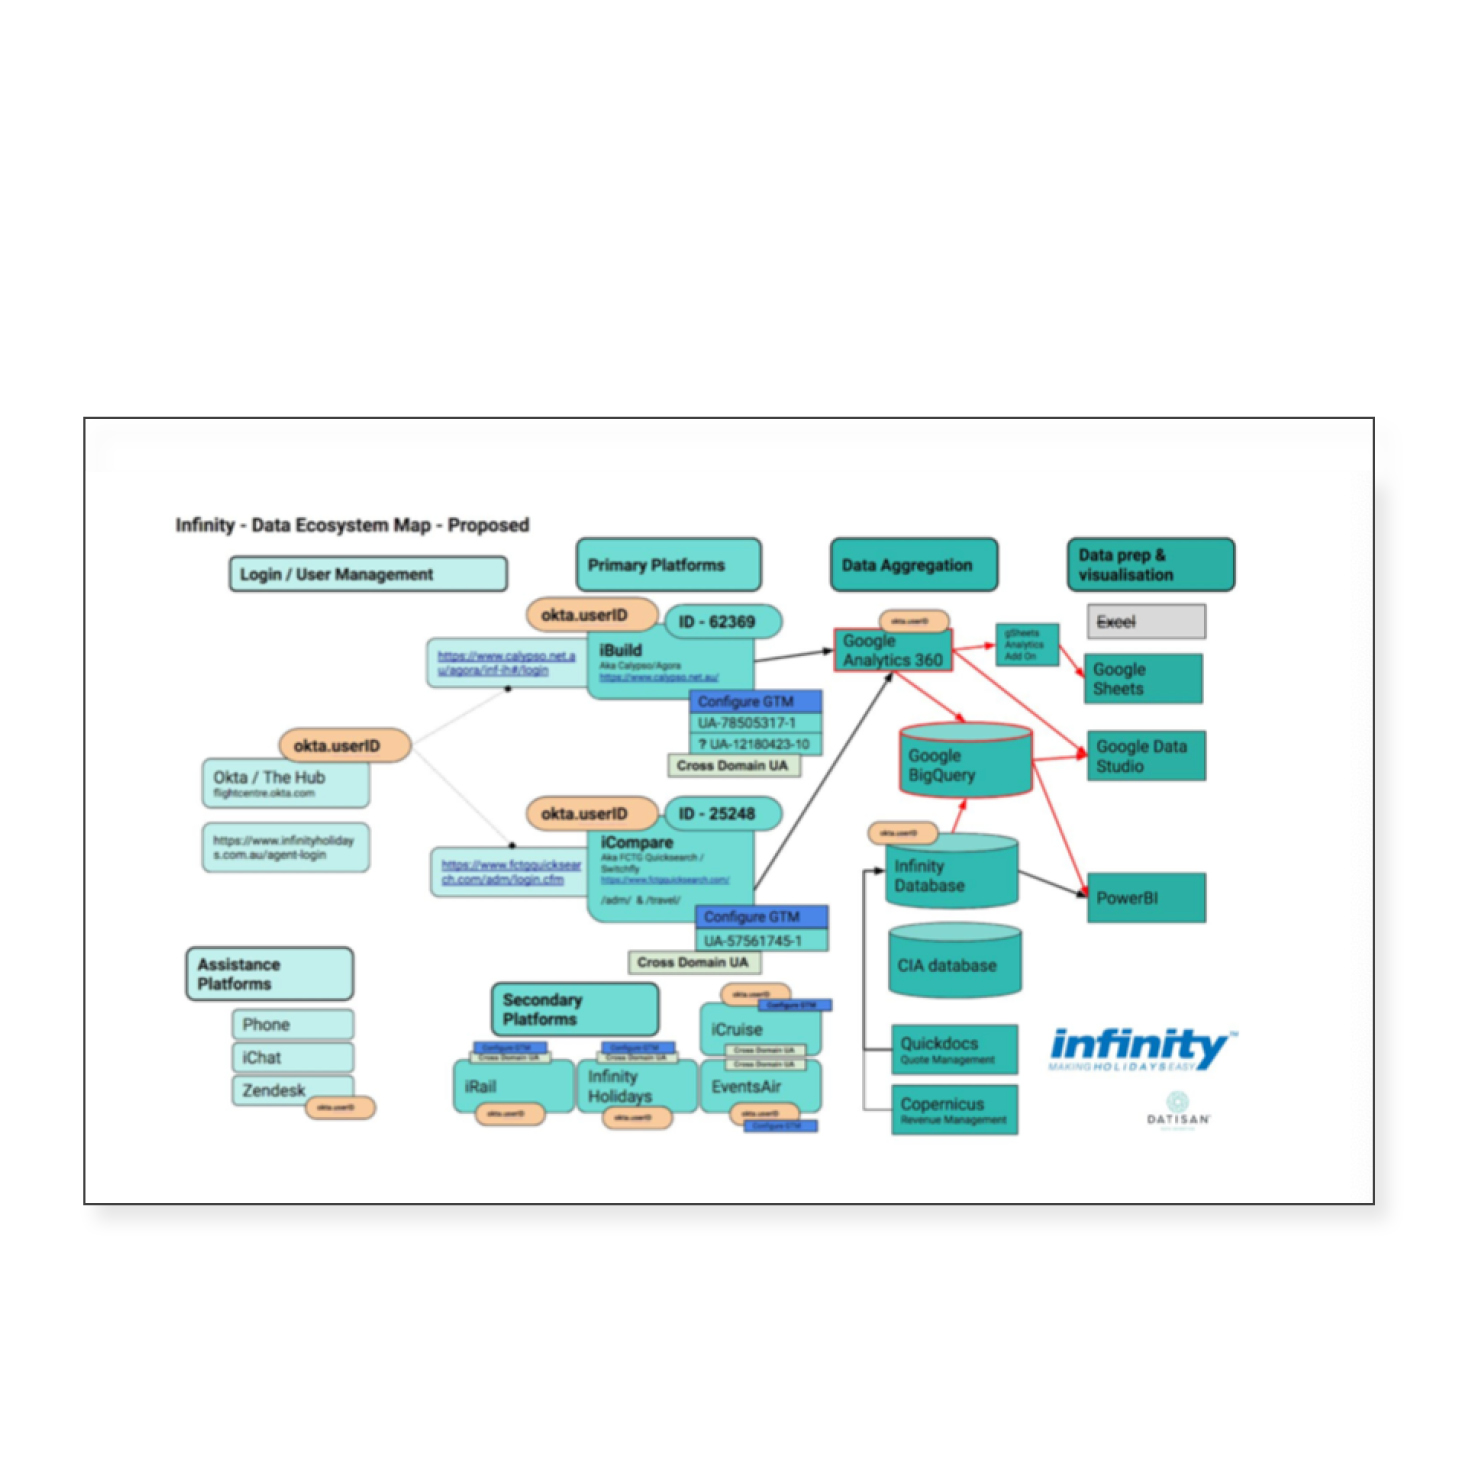 Infinity - Data Ecosystem Map - Proposed
Login / User Management
Primary Platforms
Data Aggregation
Data prep &
visualisation
okta.userID
ID - 62369
iBuild
Aka Calypso/Agora
https://www.calypso.net.au/
https://www.calypso.net.a
u/agora/inf-ih#/login
Configure GTM
UA-78505317-1
? UA-12180423-10
Cross Domain UA
okta.userID
Okta / The Hub
flightcentre.okta.com
https://www.infinityholiday
s.com.au/agent-login
okta.userID
ID - 25248
iCompare
Aka FCTG Quicksearch /
Switchfly
https://www.fctgquicksearch.com/
/adm/ & /travel/
https://www.fctgquicksear
ch.com/adm/login.cfm
Configure GTM
UA-57561745-1
Cross Domain UA
Assistance
Platforms
Phone
iChat
Zendesk
okta.userID
Secondary
Platforms
Configure GTM
Cross Domain UA
iRail
okta.userID
Configure GTM
Cross Domain UA
Infinity
Holidays
okta.userID
okta.userID
Configure GTM
iCruise
Cross Domain UA
Cross Domain UA
EventsAir
okta.userID
Configure GTM
okta.userID
Google
Analytics 360
gSheets
Analytics
Add On
Google
BigQuery
okta.userID
Infinity
Database
CIA database
Quickdocs
Quote Management
Copernicus
Revenue Management
Excel
Google
Sheets
Google Data
Studio
PowerBI
infinity™
MAKINGHOLIDAYSEASY
DATISAN